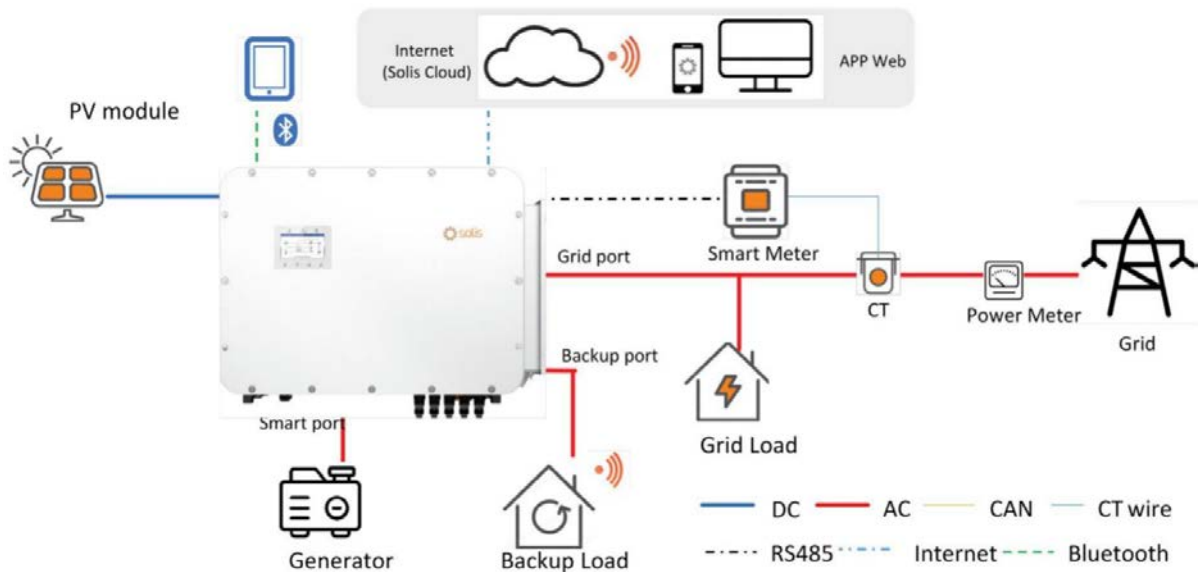 Internet
(Solis Cloud)
APP Web
PV module
solis
Smart Meter
Grid port
CT
Power Meter
Grid
Backup port
Smart port
Grid Load
Generator
Backup Load
DC
AC
CAN
CT wire
RS485
Internet
Bluetooth